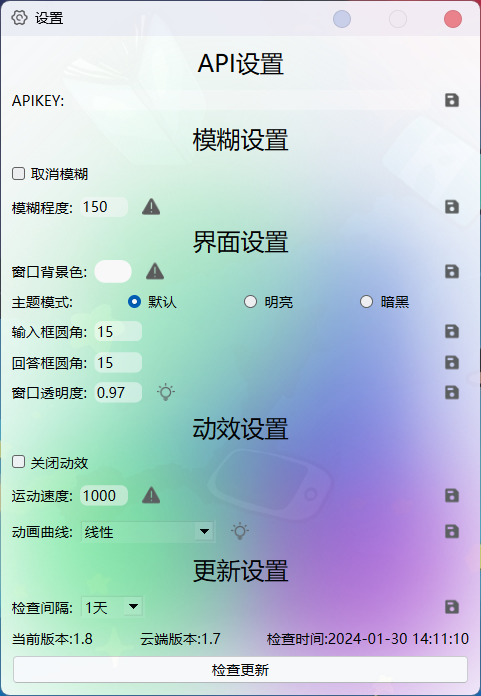 设置
API设置
APIKEY:
模糊设置
取消模糊
模糊程度: 150
界面设置
窗口背景色:
主题模式: 默认 明亮 暗黑
输入框圆角: 15
回答框圆角: 15
窗口透明度: 0.97
动效设置
关闭动效
运动速度: 1000
动画曲线: 线性
更新设置
检查间隔: 1天
当前版本:1.8 云端版本:1.7 检查时间:2024-01-30 14:11:10
检查更新